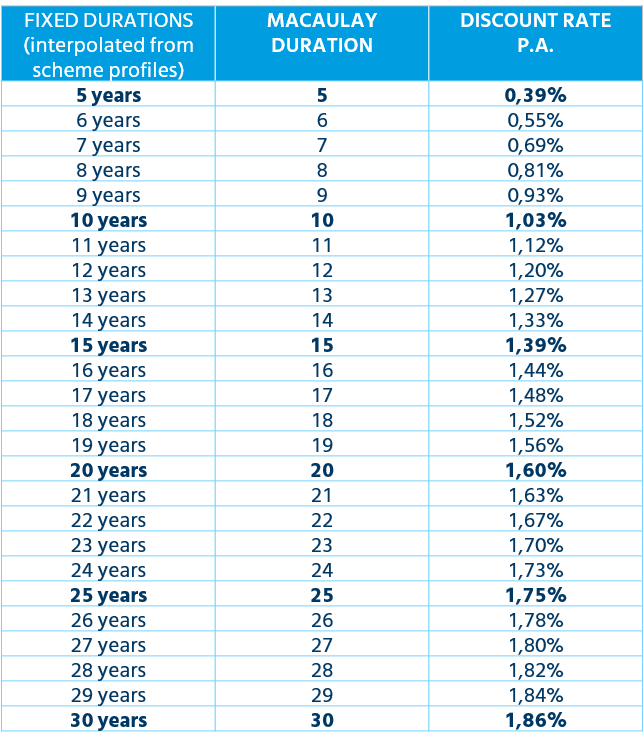 FIXED DURATIONS (interpolated from scheme profiles) MACAULAY DURATION DISCOUNT RATE P.A.
5 years 5 0,39%
6 years 6 0,55%
7 years 7 0,69%
8 years 8 0,81%
9 years 9 0,93%
10 years 10 1,03%
11 years 11 1,12%
12 years 12 1,20%
13 years 13 1,27%
14 years 14 1,33%
15 years 15 1,39%
16 years 16 1,44%
17 years 17 1,48%
18 years 18 1,52%
19 years 19 1,56%
20 years 20 1,60%
21 years 21 1,63%
22 years 22 1,67%
23 years 23 1,70%
24 years 24 1,73%
25 years 25 1,75%
26 years 26 1,78%
27 years 27 1,80%
28 years 28 1,82%
29 years 29 1,84%
30 years 30 1,86%